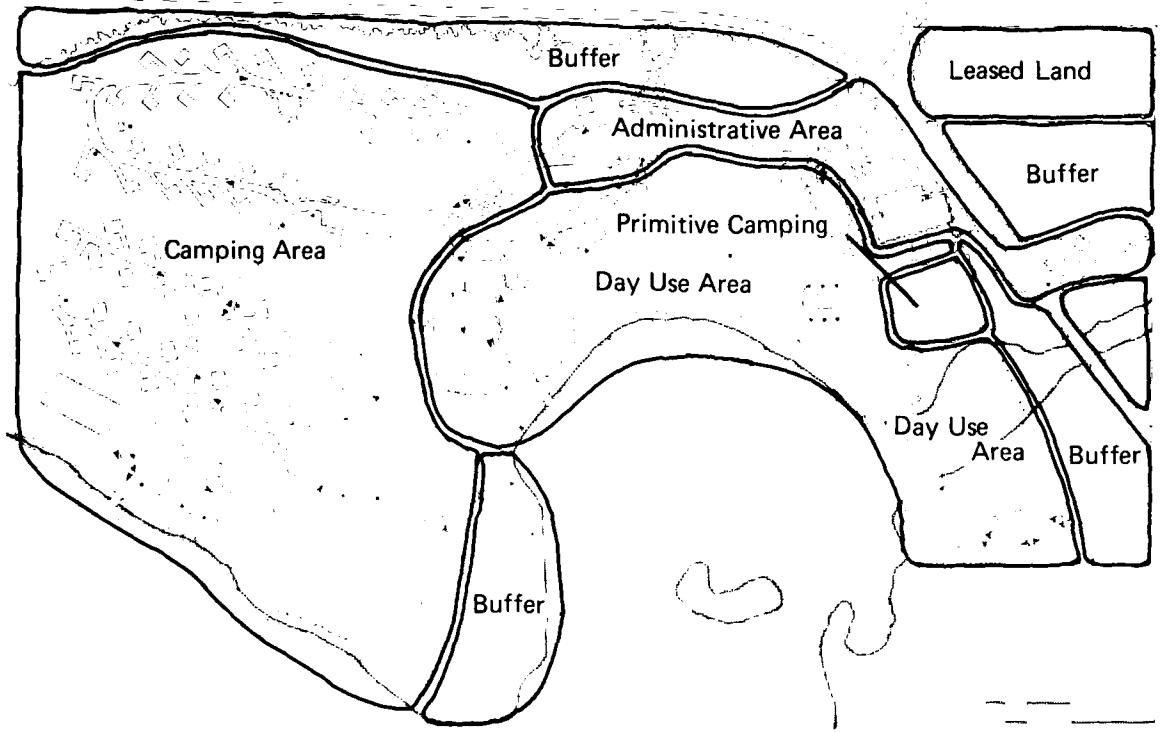 Buffer
Leased Land
Administrative Area
Buffer
Primitive Camping
Camping Area
Day Use Area
Day Use
Area
Buffer
Buffer